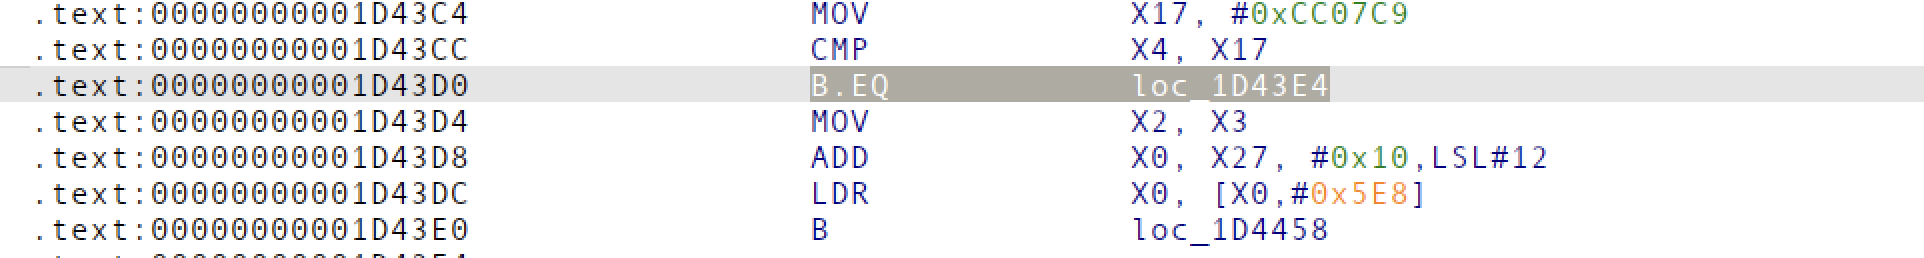 .text:00000000001D43C4 MOV X17, #0xCC07C9
.text:00000000001D43CC CMP X4, X17
.text:00000000001D43D0 B.EQ loc_1D43E4
.text:00000000001D43D4 MOV X2, X3
.text:00000000001D43D8 ADD X0, X27, #0x10,LSL#12
.text:00000000001D43DC LDR X0, [X0,#0x5E8]
.text:00000000001D43E0 B loc_1D4458